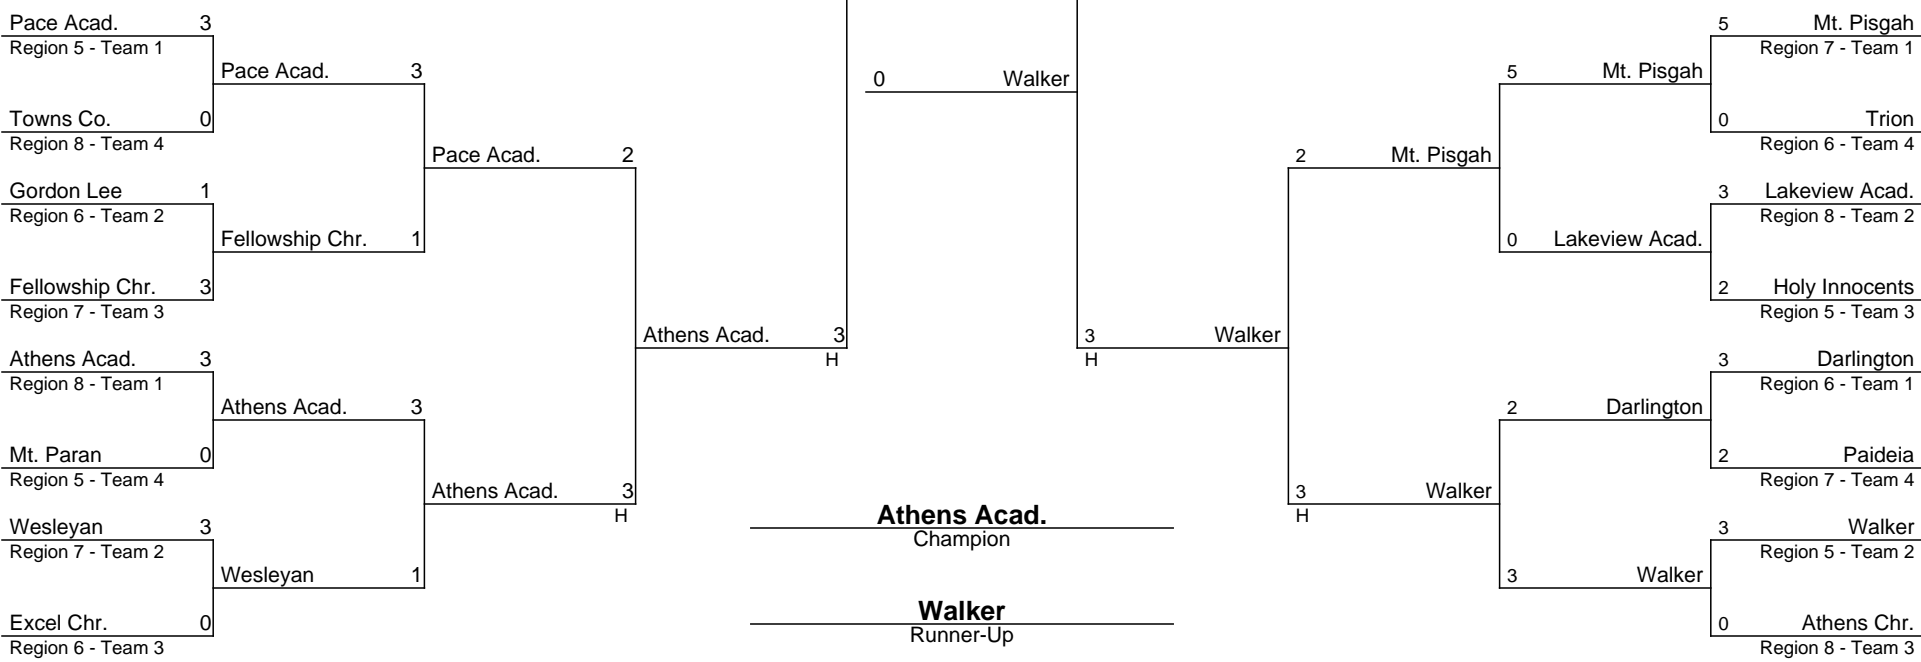 Pace Acad. 3
Region 5 - Team 1
Pace Acad. 3
Towns Co. 0
Region 8 - Team 4
Pace Acad. 2
Gordon Lee 1
Region 6 - Team 2
Fellowship Chr. 1
Fellowship Chr. 3
Region 7 - Team 3
Athens Acad. 3
H
Athens Acad. 3
Region 8 - Team 1
Athens Acad. 3
Mt. Paran 0
Region 5 - Team 4
Athens Acad. 3
H
Wesleyan 3
Region 7 - Team 2
Wesleyan 1
Excel Chr. 0
Region 6 - Team 3
0 Walker
Athens Acad.
Champion
Walker
Runner-Up
5 Mt. Pisgah
Region 7 - Team 1
5 Mt. Pisgah
0 Trion
Region 6 - Team 4
2 Mt. Pisgah
3 Lakeview Acad.
Region 8 - Team 2
0 Lakeview Acad.
2 Holy Innocents
Region 5 - Team 3
3 Walker
H
3 Darlington
Region 6 - Team 1
2 Darlington
2 Paideia
Region 7 - Team 4
3 Walker
H
3 Walker
Region 5 - Team 2
3 Walker
0 Athens Chr.
Region 8 - Team 3